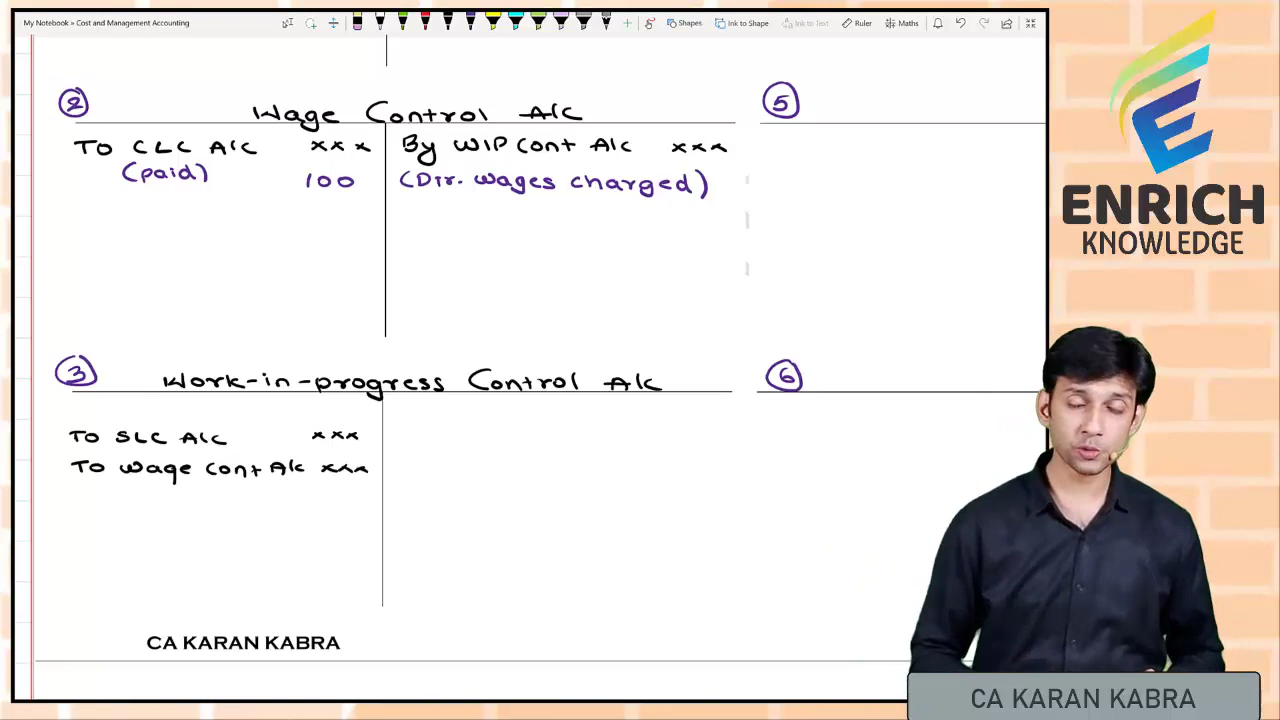 My Notebook » Cost and Management Accounting
Shapes
Ink to Shape
Ink to Text
Ruler
Maths
2
Wage Control A/c
To CLC A/c xxx
(paid) 100
By WIP Cont A/c xxx
(Dir. wages charged)
5
3
Work-in-progress Control A/c
To SLC A/c xxx
To wage cont A/c xxx
6
CA KARAN KABRA
E
ENRICH
KNOWLEDGE
CA KARAN KABRA